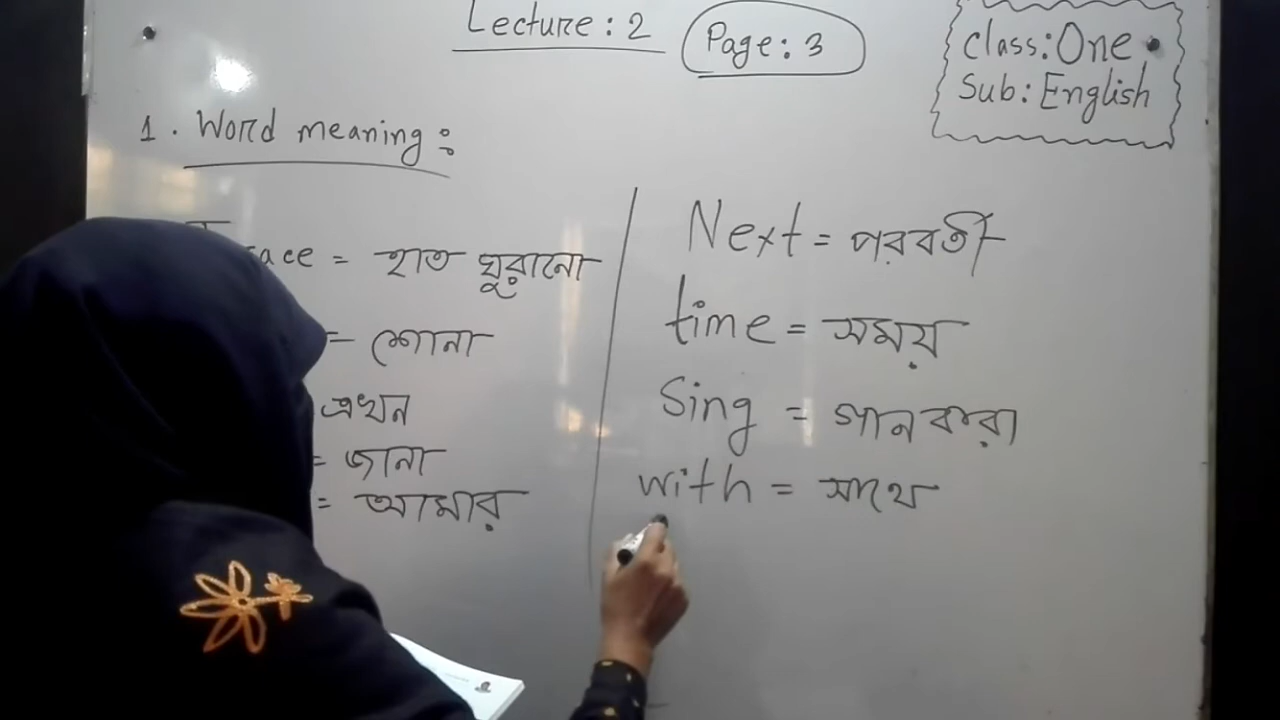 Lecture: 2
Page: 3
class: One
Sub: English
1. Word meaning:
ace = হাত ঘুরানো
= শোনা
এখন
= জানা
= আমার
Next = পরবর্তী
time = সময়
Sing = গান করা
with = সাথে